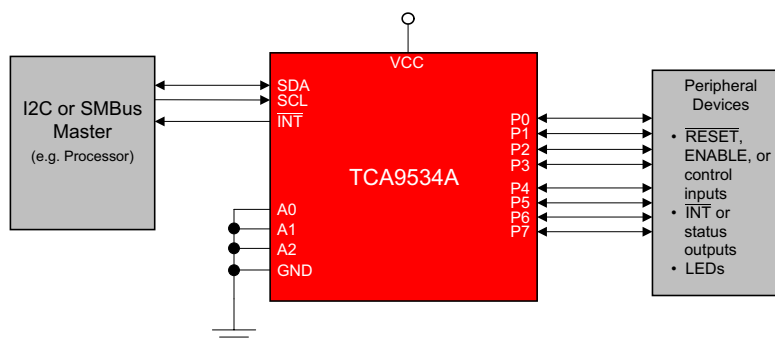 VCC
I2C or SMBus
Master
(e.g. Processor)
SDA
SCL
INT
A0
A1
A2
GND
TCA9534A
P0
P1
P2
P3
P4
P5
P6
P7
Peripheral
Devices
• RESET,
ENABLE, or
control
inputs
• INT or
status
outputs
• LEDs